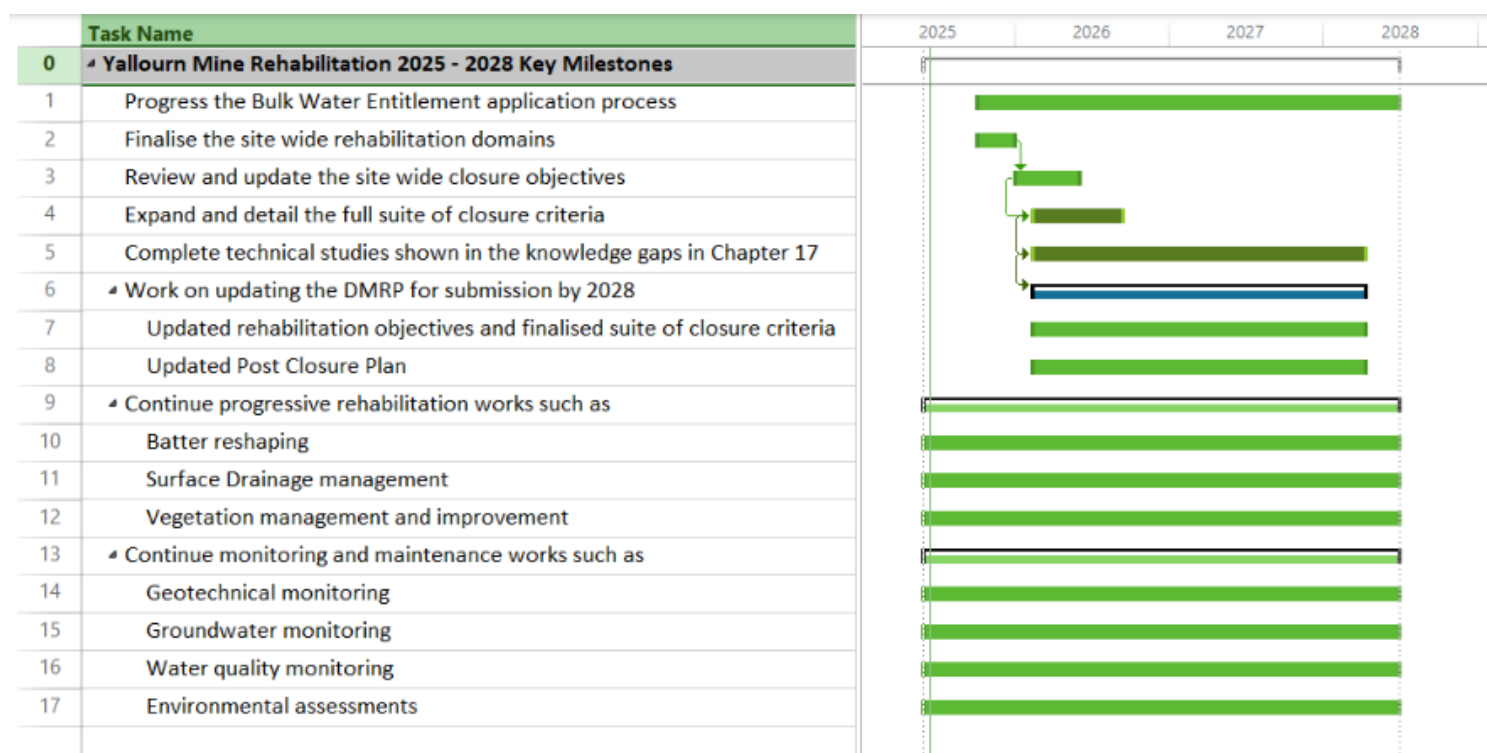 Task Name 2025 2026 2027 2028
0 Yallourn Mine Rehabilitation 2025 - 2028 Key Milestones
1 Progress the Bulk Water Entitlement application process
2 Finalise the site wide rehabilitation domains
3 Review and update the site wide closure objectives
4 Expand and detail the full suite of closure criteria
5 Complete technical studies shown in the knowledge gaps in Chapter 17
6 Work on updating the DMRP for submission by 2028
7 Updated rehabilitation objectives and finalised suite of closure criteria
8 Updated Post Closure Plan
9 Continue progressive rehabilitation works such as
10 Batter reshaping
11 Surface Drainage management
12 Vegetation management and improvement
13 Continue monitoring and maintenance works such as
14 Geotechnical monitoring
15 Groundwater monitoring
16 Water quality monitoring
17 Environmental assessments